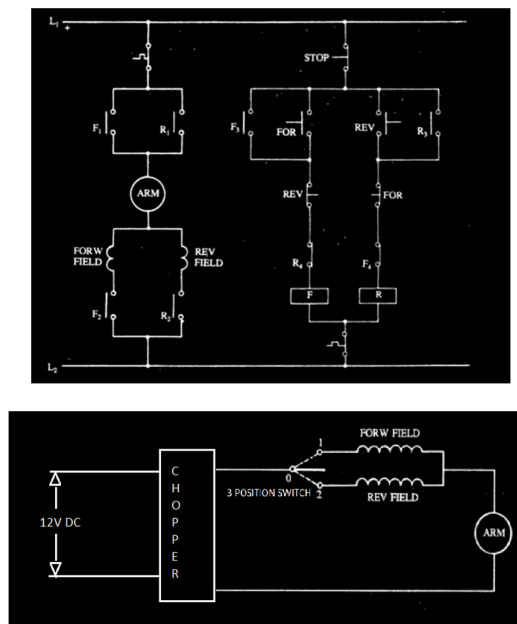 L1
+
STOP
F1
R1
F3
FOR
REV
R3
ARM
REV
FOR
FORW FIELD
REV FIELD
R4
F4
F
R
F2
R2
L2
CHOPPER
12V DC
3 POSITION SWITCH
0
1
2
FORW FIELD
REV FIELD
ARM